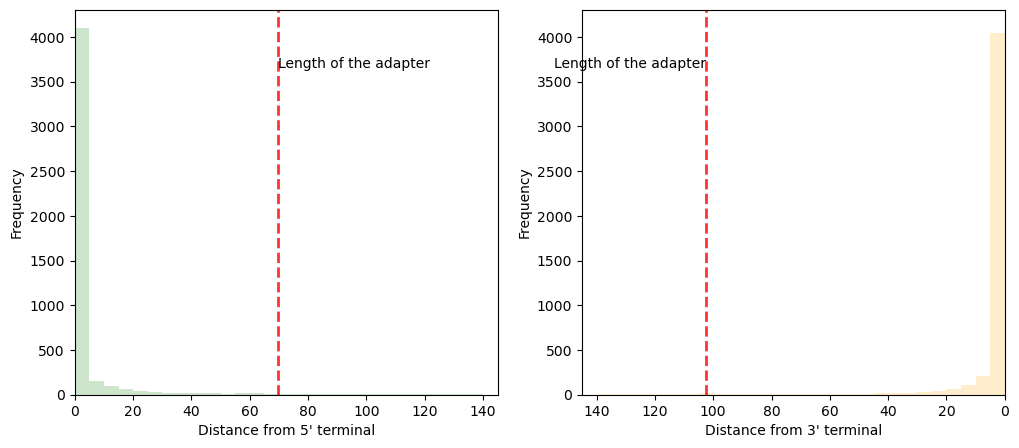 4000
3500
3000
2500
2000
1500
1000
500
0
Frequency
Length of the adapter
0 20 40 60 80 100 120 140
Distance from 5' terminal
4000
3500
3000
2500
2000
1500
1000
500
0
Frequency
Length of the adapter
140 120 100 80 60 40 20 0
Distance from 3' terminal